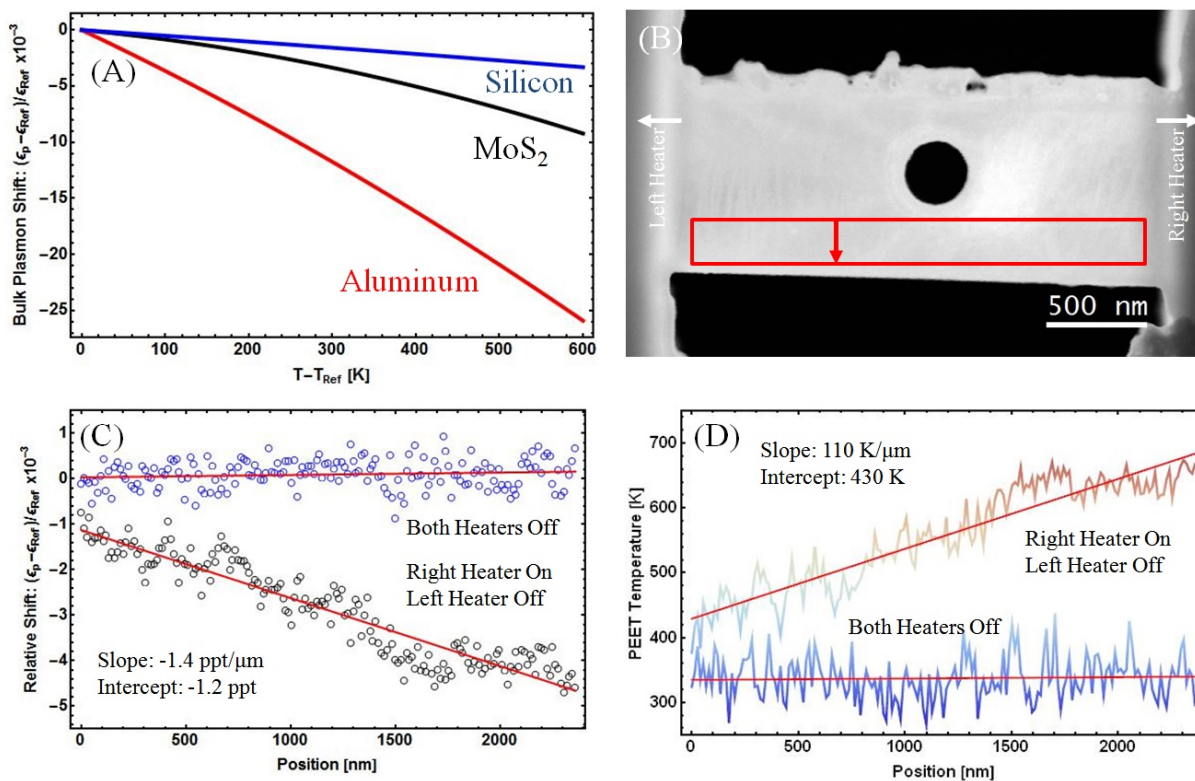 (A)
Silicon
MoS₂
Aluminum
Bulk Plasmon Shift: (ϵp−ϵRef)/ϵRef x10⁻³
0
−5
−10
−15
−20
−25
0 100 200 300 400 500 600
T−TRef [K]
(B)
Left Heater
Right Heater
500 nm
(C)
Relative Shift: (ϵp−ϵRef)/ϵRef x10⁻³
1
0
−1
−2
−3
−4
−5
Both Heaters Off
Right Heater On
Left Heater Off
Slope: -1.4 ppt/μm
Intercept: -1.2 ppt
0 500 1000 1500 2000
Position [nm]
(D)
PEET Temperature [K]
700
600
500
400
300
Slope: 110 K/μm
Intercept: 430 K
Right Heater On
Left Heater Off
Both Heaters Off
0 500 1000 1500 2000
Position [nm]